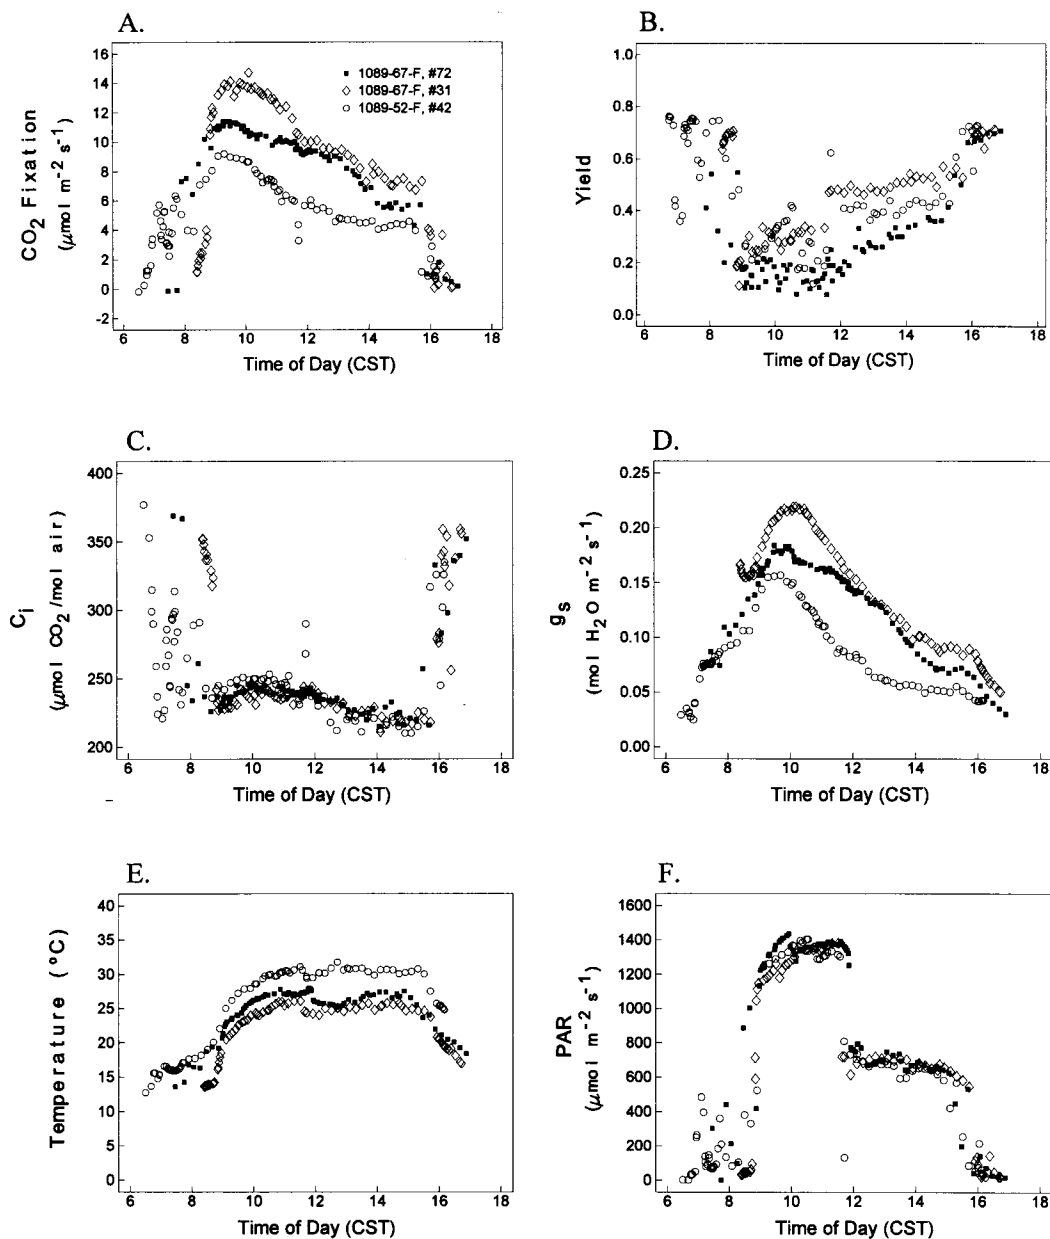 A.
CO2 Fixation
(μmol m-2 s-1)
16
14
12
10
8
6
4
2
0
-2
1089-67-F, #72
1089-67-F, #31
1089-52-F, #42
6 8 10 12 14 16 18
Time of Day (CST)
B.
Yield
1.0
0.8
0.6
0.4
0.2
0.0
6 8 10 12 14 16 18
Time of Day (CST)
C.
Ci
(μmol CO2/mol air)
400
350
300
250
200
6 8 10 12 14 16 18
Time of Day (CST)
D.
gs
(mol H2O m-2 s-1)
0.25
0.20
0.15
0.10
0.05
0.00
6 8 10 12 14 16 18
Time of Day (CST)
E.
Temperature (ºC)
40
35
30
25
20
15
10
5
0
6 8 10 12 14 16 18
Time of Day (CST)
F.
PAR
(μmol m-2 s-1)
1600
1400
1200
1000
800
600
400
200
0
6 8 10 12 14 16 18
Time of Day (CST)